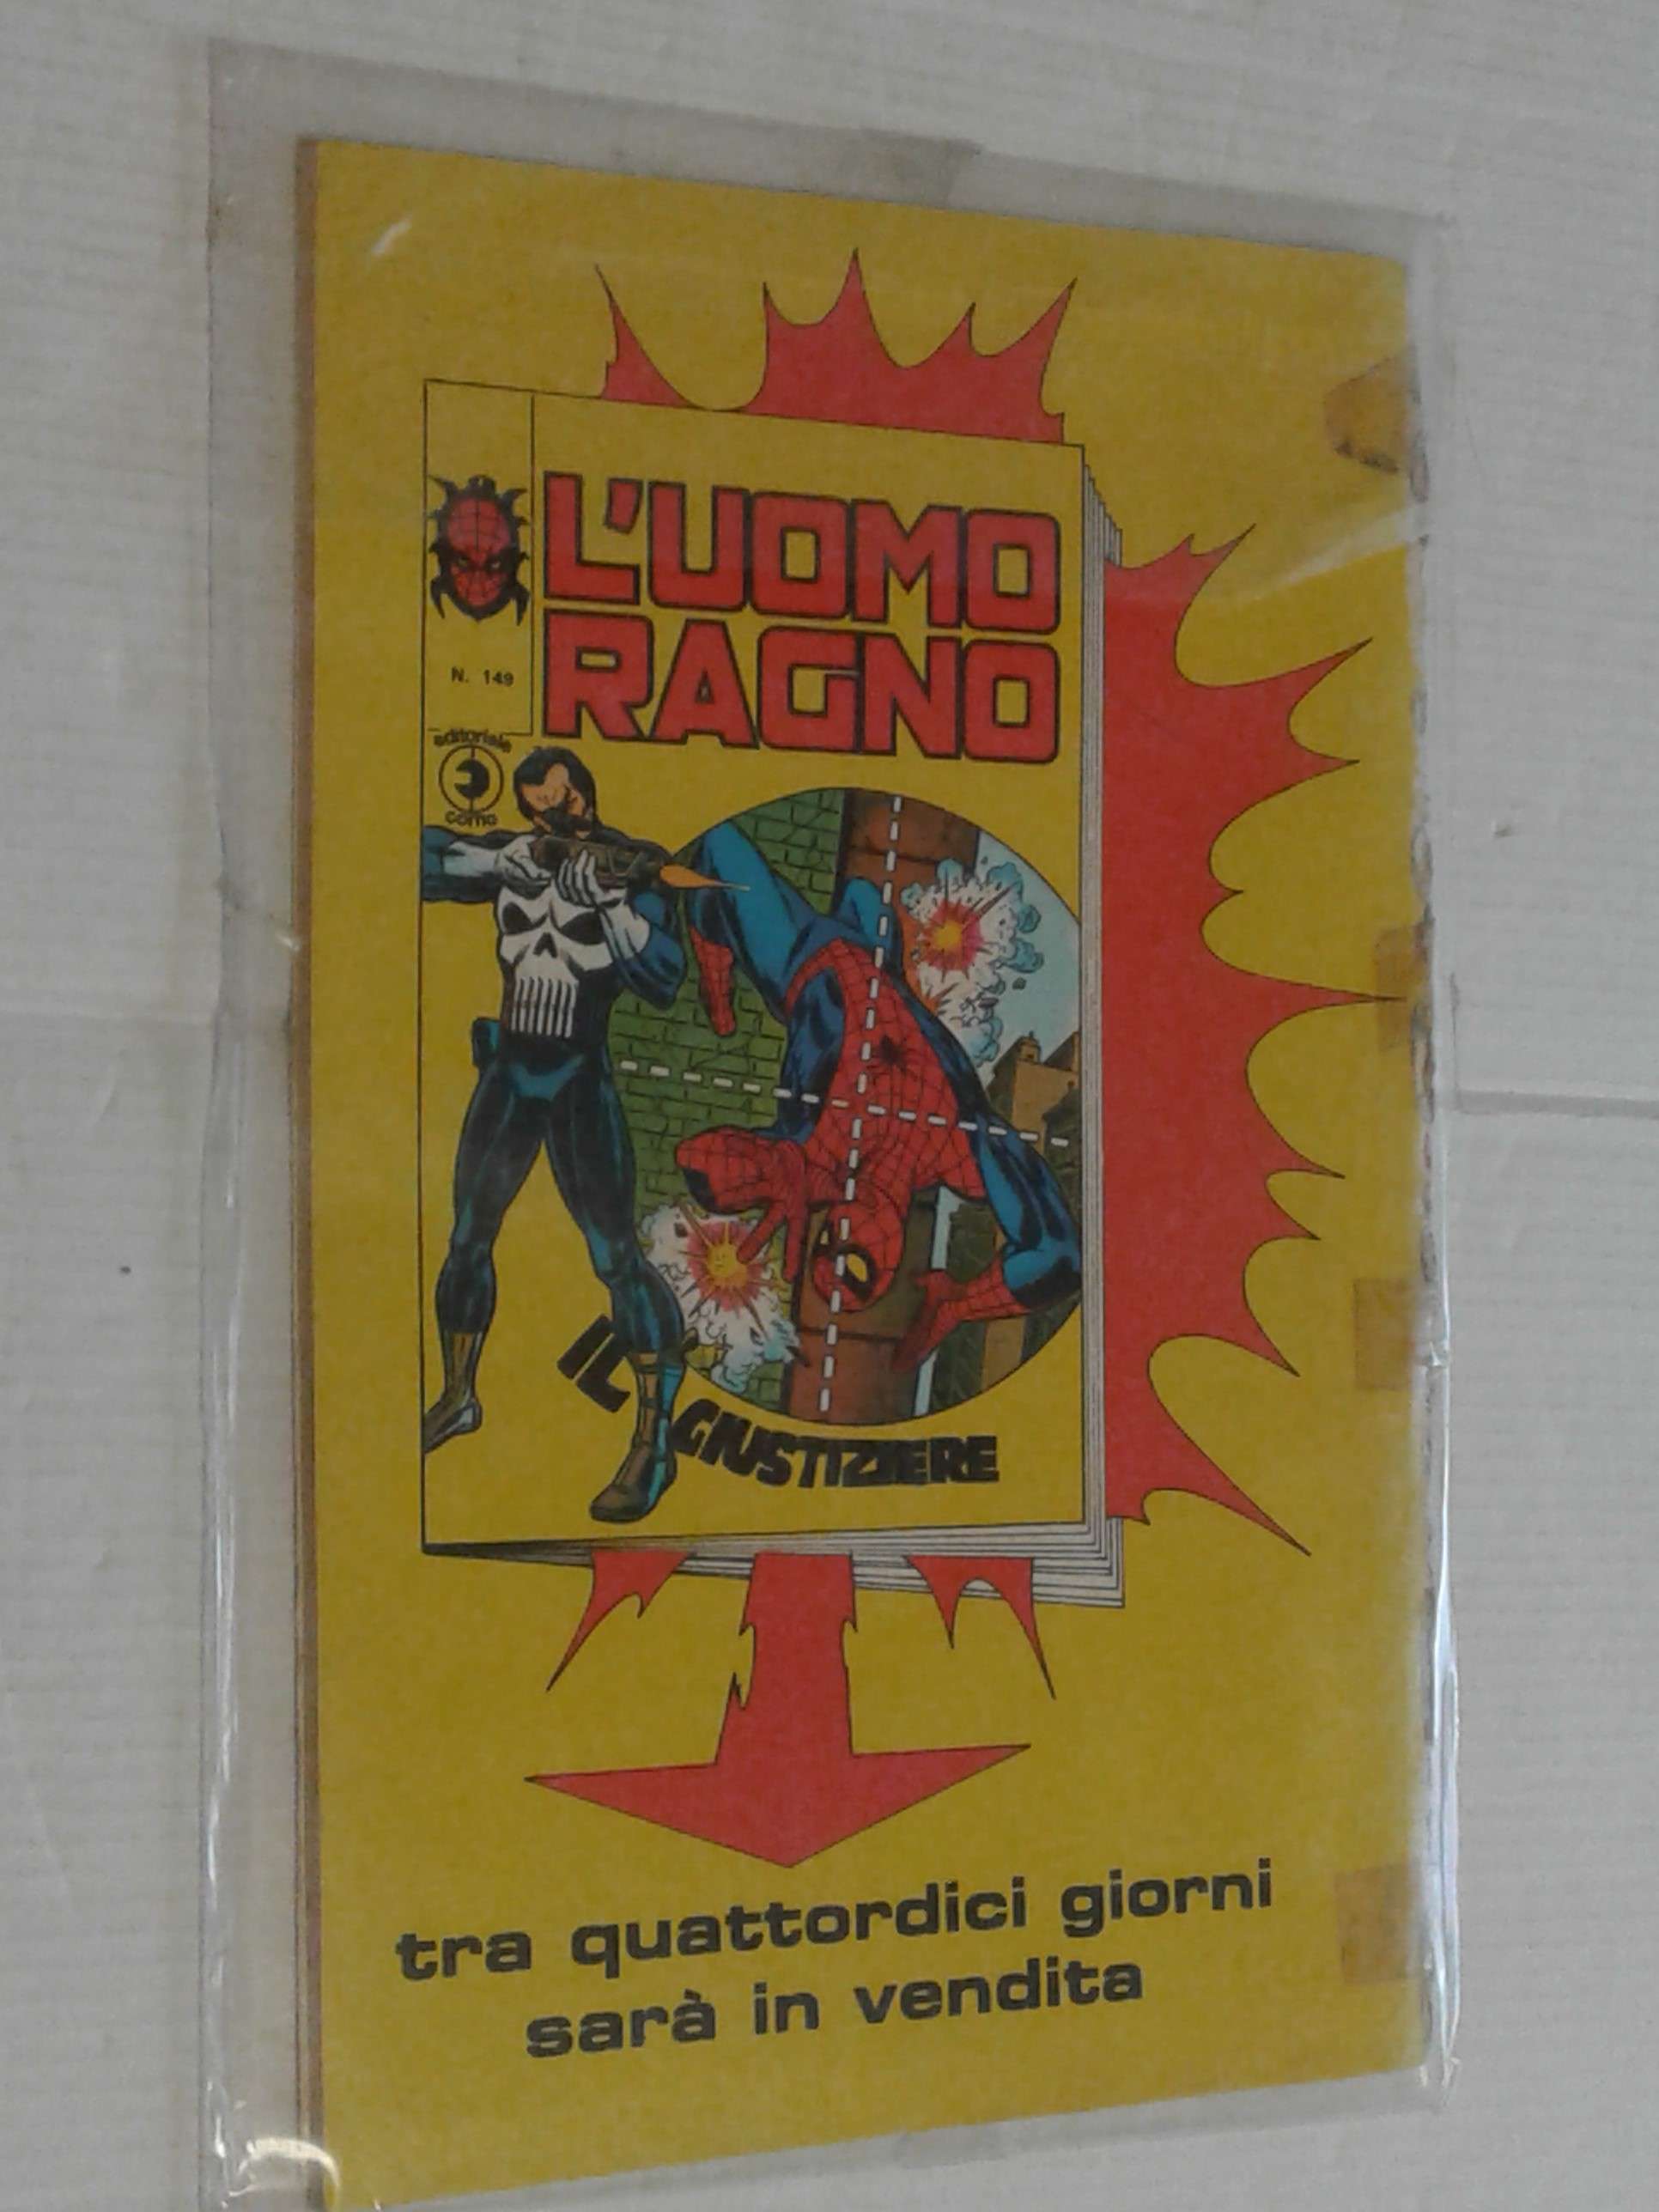 L'UOMO
RAGNO
N. 149
editoriale
corno
IL GIUSTIZIERE
tra quattordici giorni
sarà in vendita